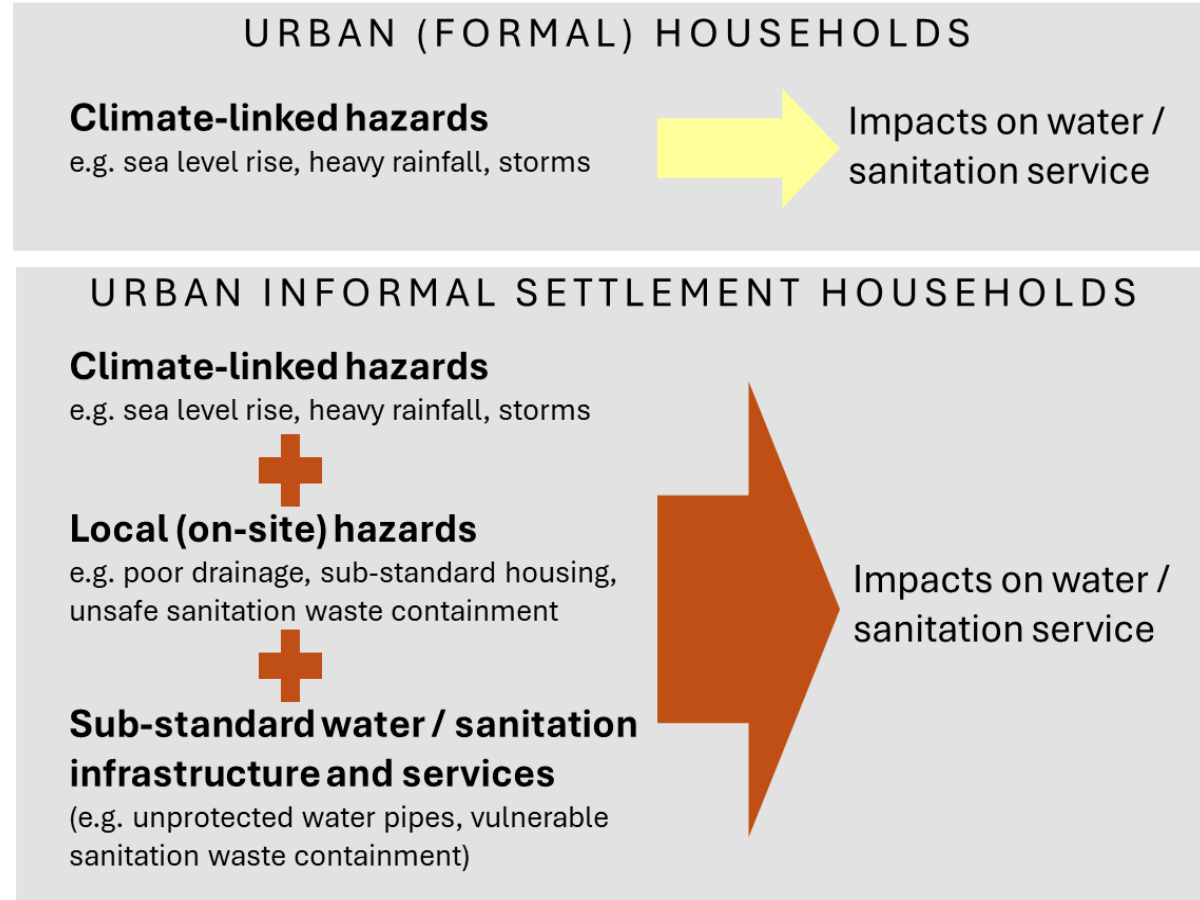 URBAN (FORMAL) HOUSEHOLDS
Climate-linked hazards
e.g. sea level rise, heavy rainfall, storms
Impacts on water /
sanitation service
URBAN INFORMAL SETTLEMENT HOUSEHOLDS
Climate-linked hazards
e.g. sea level rise, heavy rainfall, storms
Local (on-site) hazards
e.g. poor drainage, sub-standard housing,
unsafe sanitation waste containment
Sub-standard water / sanitation
infrastructure and services
(e.g. unprotected water pipes, vulnerable
sanitation waste containment)
Impacts on water /
sanitation service